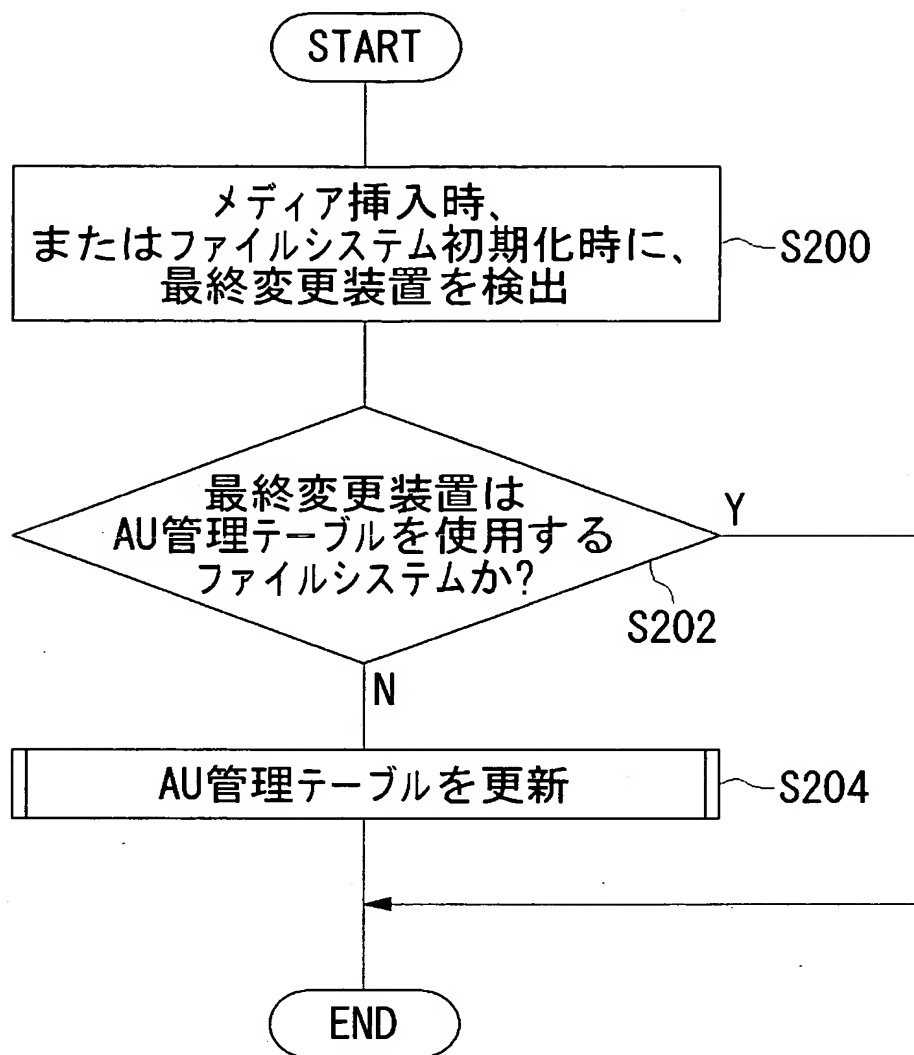 START
メディア挿入時、
またはファイルシステム初期化時に、
最終変更装置を検出
S200
最終変更装置は
AU管理テーブルを使用する
ファイルシステムか?
Y
S202
N
AU管理テーブルを更新
S204
END